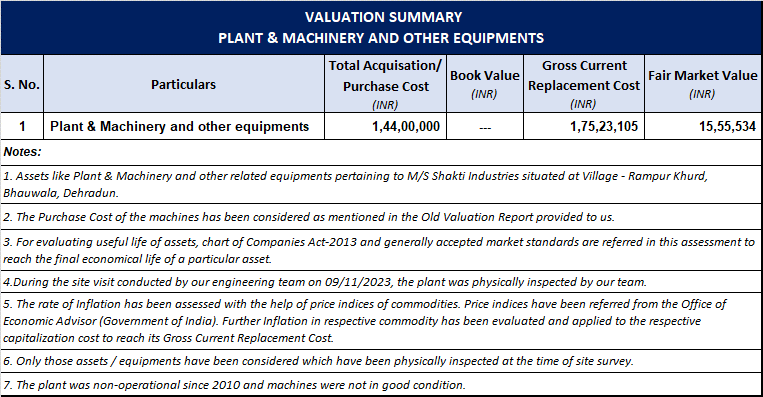 VALUATION SUMMARY
PLANT & MACHINERY AND OTHER EQUIPMENTS
S. No. Particulars Total Acquisation/ Purchase Cost (INR) Book Value (INR) Gross Current Replacement Cost (INR) Fair Market Value (INR)
1 Plant & Machinery and other equipments 1,44,00,000 --- 1,75,23,105 15,55,534
Notes:
1. Assets like Plant & Machinery and other related equipments pertaining to M/S Shakti Industries situated at Village - Rampur Khurd,
Bhauwala, Dehradun.
2. The Purchase Cost of the machines has been considered as mentioned in the Old Valuation Report provided to us.
3. For evaluating useful life of assets, chart of Companies Act-2013 and generally accepted market standards are referred in this assessment to
reach the final economical life of a particular asset.
4.During the site visit conducted by our engineering team on 09/11/2023, the plant was physically inspected by our team.
5. The rate of Inflation has been assessed with the help of price indices of commodities. Price indices have been referred from the Office of
Economic Advisor (Government of India). Further Inflation in respective commodity has been evaluated and applied to the respective
capitalization cost to reach its Gross Current Replacement Cost.
6. Only those assets / equipments have been considered which have been physically inspected at the time of site survey.
7. The plant was non-operational since 2010 and machines were not in good condition.